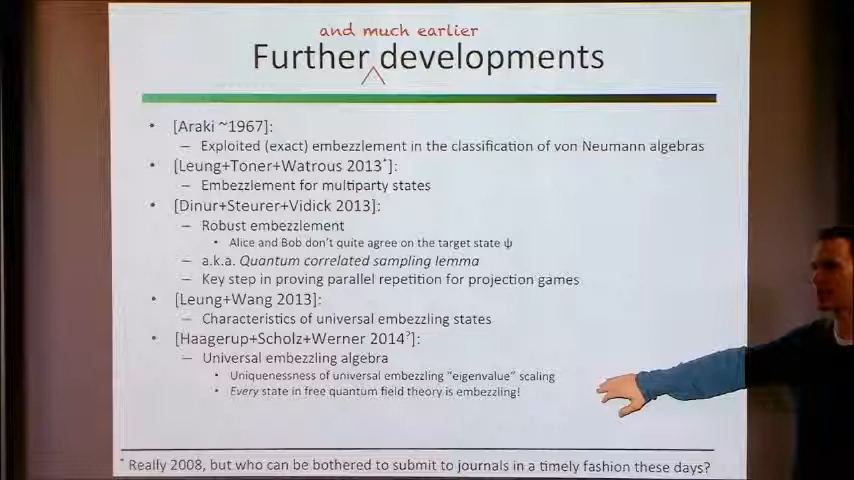 and much earlier
Further developments
• [Araki ~1967]:
– Exploited (exact) embezzlement in the classification of von Neumann algebras
• [Leung+Toner+Watrous 2013*]:
– Embezzlement for multiparty states
• [Dinur+Steurer+Vidick 2013]:
– Robust embezzlement
• Alice and Bob don't quite agree on the target state ψ
– a.k.a. Quantum correlated sampling lemma
– Key step in proving parallel repetition for projection games
• [Leung+Wang 2013]:
– Characteristics of universal embezzling states
• [Haagerup+Scholz+Werner 2014?]:
– Universal embezzling algebra
• Uniquenessness of universal embezzling "eigenvalue" scaling
• Every state in free quantum field theory is embezzling!
* Really 2008, but who can be bothered to submit to journals in a timely fashion these days?